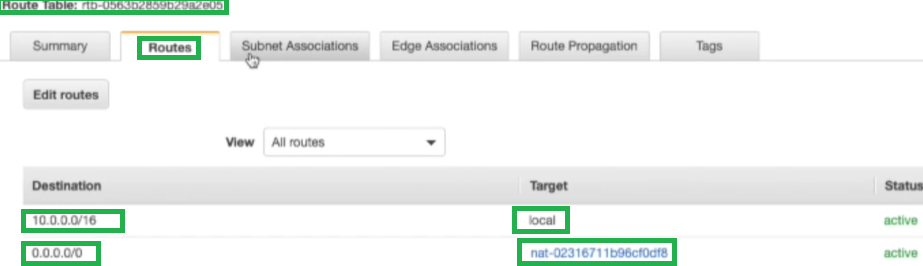 Route Table: rtb-0563b2859b29a2e05
Summary Routes Subnet Associations Edge Associations Route Propagation Tags
Edit routes
View All routes
Destination Target Status
10.0.0.0/16 local active
0.0.0.0/0 nat-02316711b96cf0df8 active